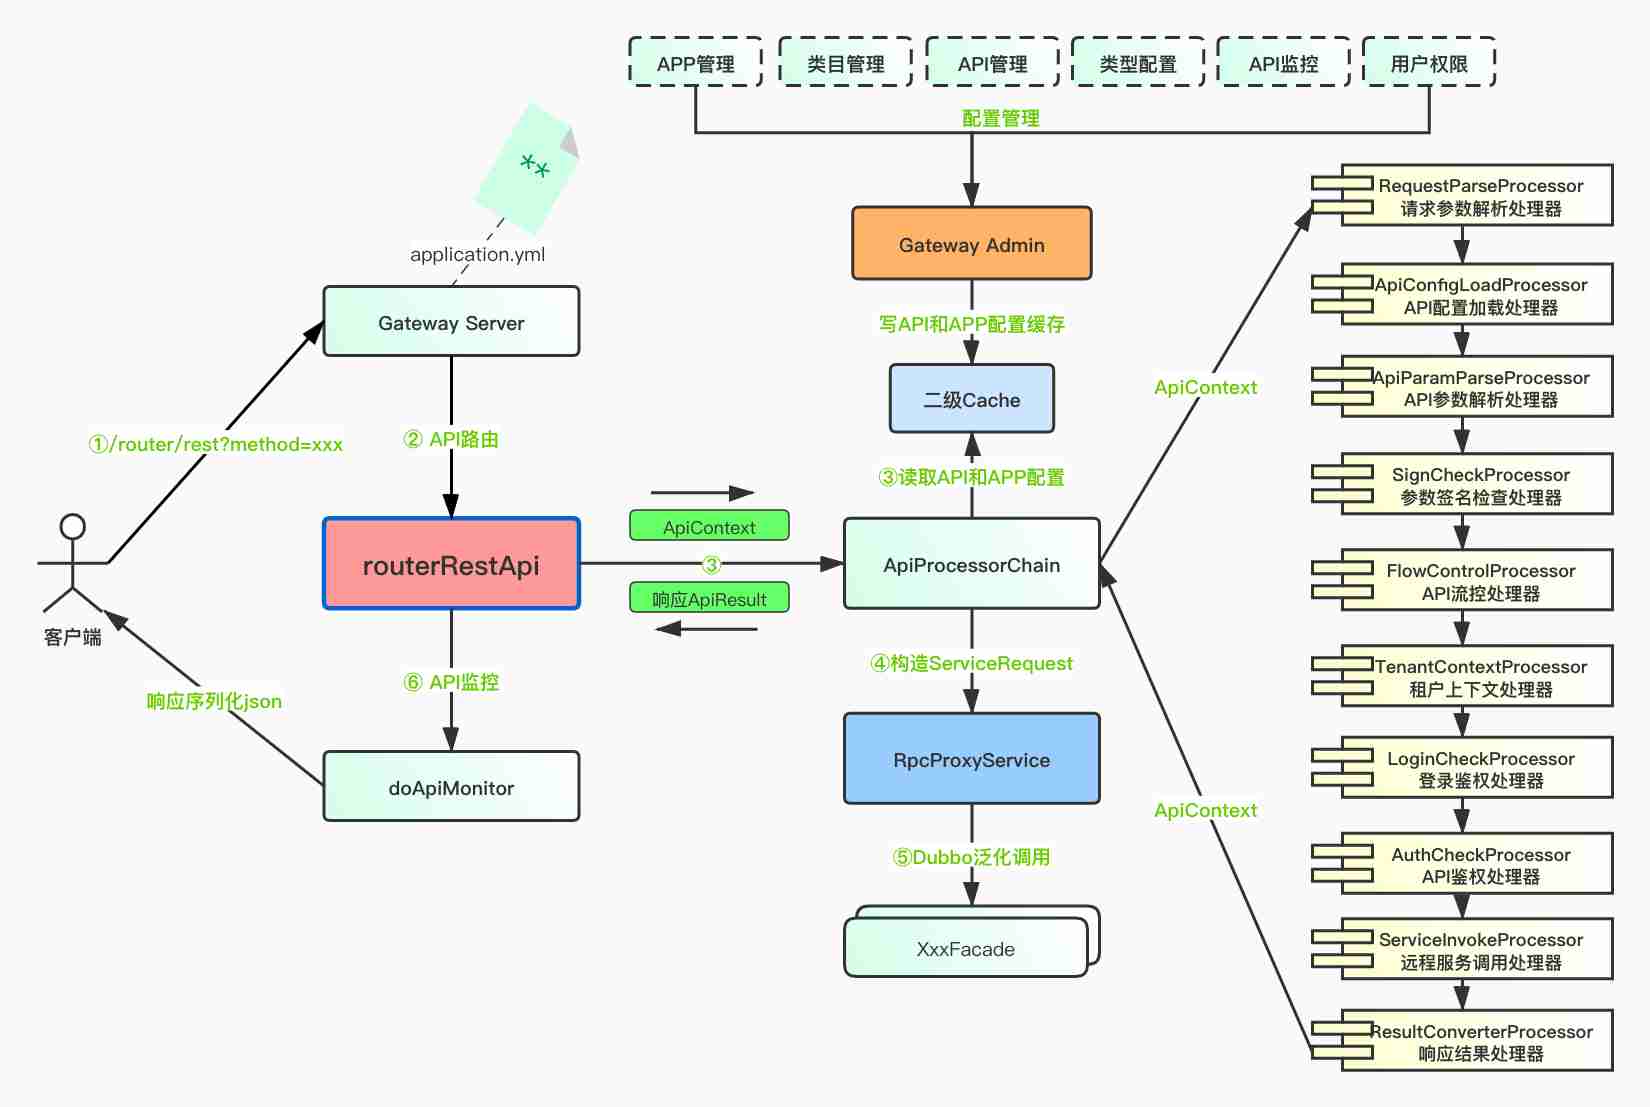 APP管理
类目管理
API管理
类型配置
API监控
用户权限
配置管理
**
application.yml
Gateway Server
Gateway Admin
写API和APP配置缓存
二级Cache
①/router/rest?method=xxx
② API路由
③读取API和APP配置
ApiContext
routerRestApi
③
响应ApiResult
ApiProcessorChain
客户端
响应序列化json
⑥ API监控
doApiMonitor
④构造ServiceRequest
RpcProxyService
⑤Dubbo泛化调用
XxxFacade
ApiContext
ApiContext
RequestParseProcessor
请求参数解析处理器
ApiConfigLoadProcessor
API配置加载处理器
ApiParamParseProcessor
API参数解析处理器
SignCheckProcessor
参数签名检查处理器
FlowControlProcessor
API流控处理器
TenantContextProcessor
租户上下文处理器
LoginCheckProcessor
登录鉴权处理器
AuthCheckProcessor
API鉴权处理器
ServiceInvokeProcessor
远程服务调用处理器
ResultConverterProcessor
响应结果处理器